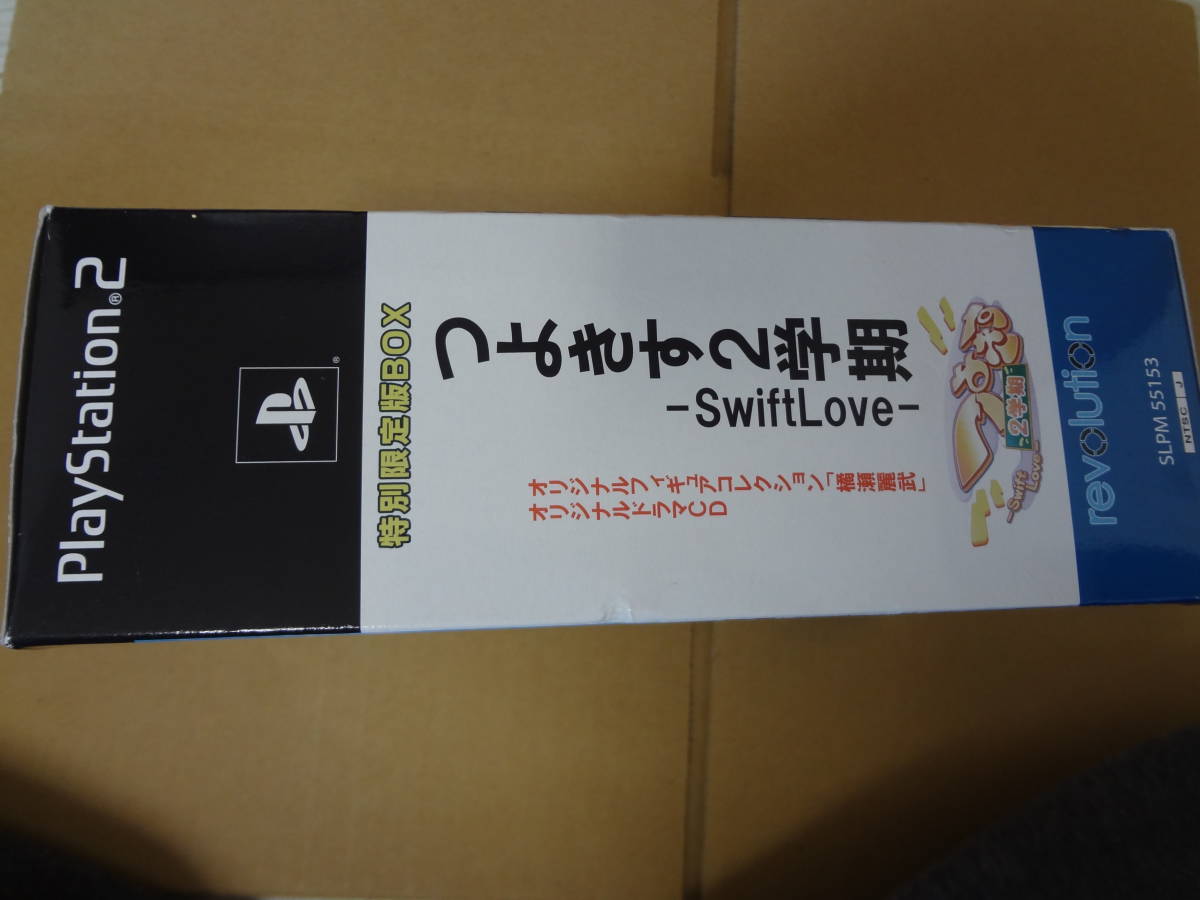 PlayStation®2
®
特別限定版BOX
つよきす2学期
-SwiftLove-
オリジナルフィギュアコレクション「橘瀬麗武」
オリジナルドラマCD
つよきす
~2学期~
-Swift Love-
revolution
SLPM 55153
NTSC J